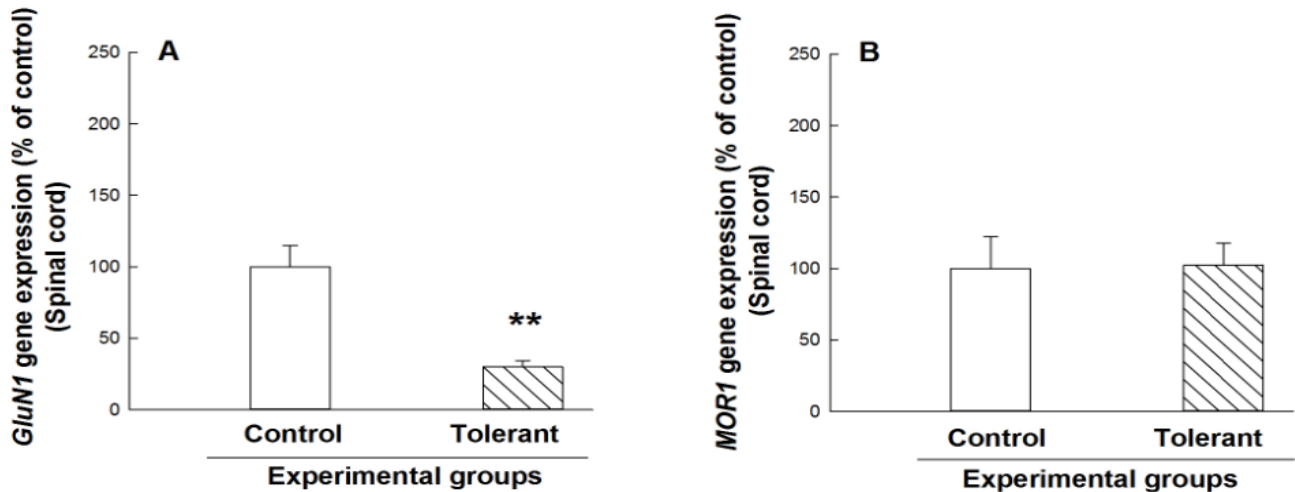 A
GluN1 gene expression (% of control)
(Spinal cord)
250
200
150
100
50
0
**
Control Tolerant
Experimental groups
B
MOR1 gene expression (% of control)
(Spinal cord)
250
200
150
100
50
0
Control Tolerant
Experimental groups